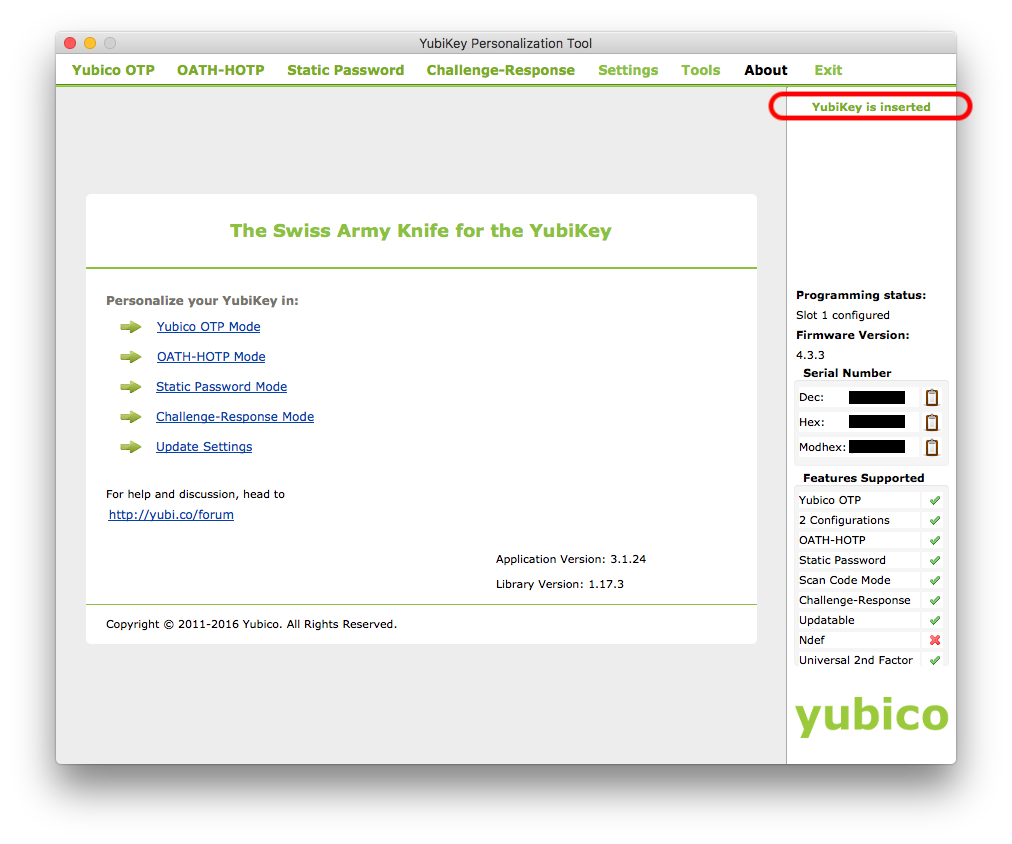 YubiKey Personalization Tool
Yubico OTP OATH-HOTP Static Password Challenge-Response Settings Tools About Exit
YubiKey is inserted
The Swiss Army Knife for the YubiKey
Personalize your YubiKey in:
Yubico OTP Mode
OATH-HOTP Mode
Static Password Mode
Challenge-Response Mode
Update Settings
For help and discussion, head to
http://yubi.co/forum
Application Version: 3.1.24
Library Version: 1.17.3
Copyright © 2011-2016 Yubico. All Rights Reserved.
Programming status:
Slot 1 configured
Firmware Version:
4.3.3
Serial Number
Dec:
Hex:
Modhex:
Features Supported
Yubico OTP
2 Configurations
OATH-HOTP
Static Password
Scan Code Mode
Challenge-Response
Updatable
Ndef
Universal 2nd Factor
yubico